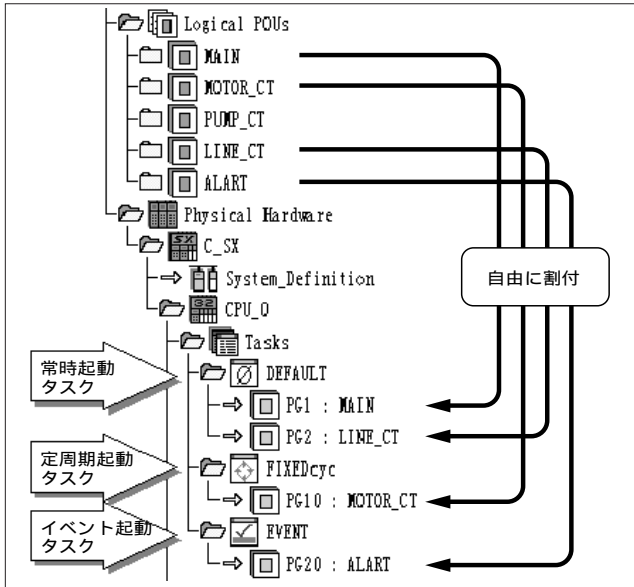 Logical POUs
MAIN
MOTOR_CT
PUMP_CT
LINE_CT
ALART
Physical Hardware
C_SX
System_Definition
CPU_0
Tasks
DEFAULT
PG1 : MAIN
PG2 : LINE_CT
FIXEDcyc
PG10 : MOTOR_CT
EVENT
PG20 : ALART
自由に割付
常時起動
タスク
定周期起動
タスク
イベント起動
タスク